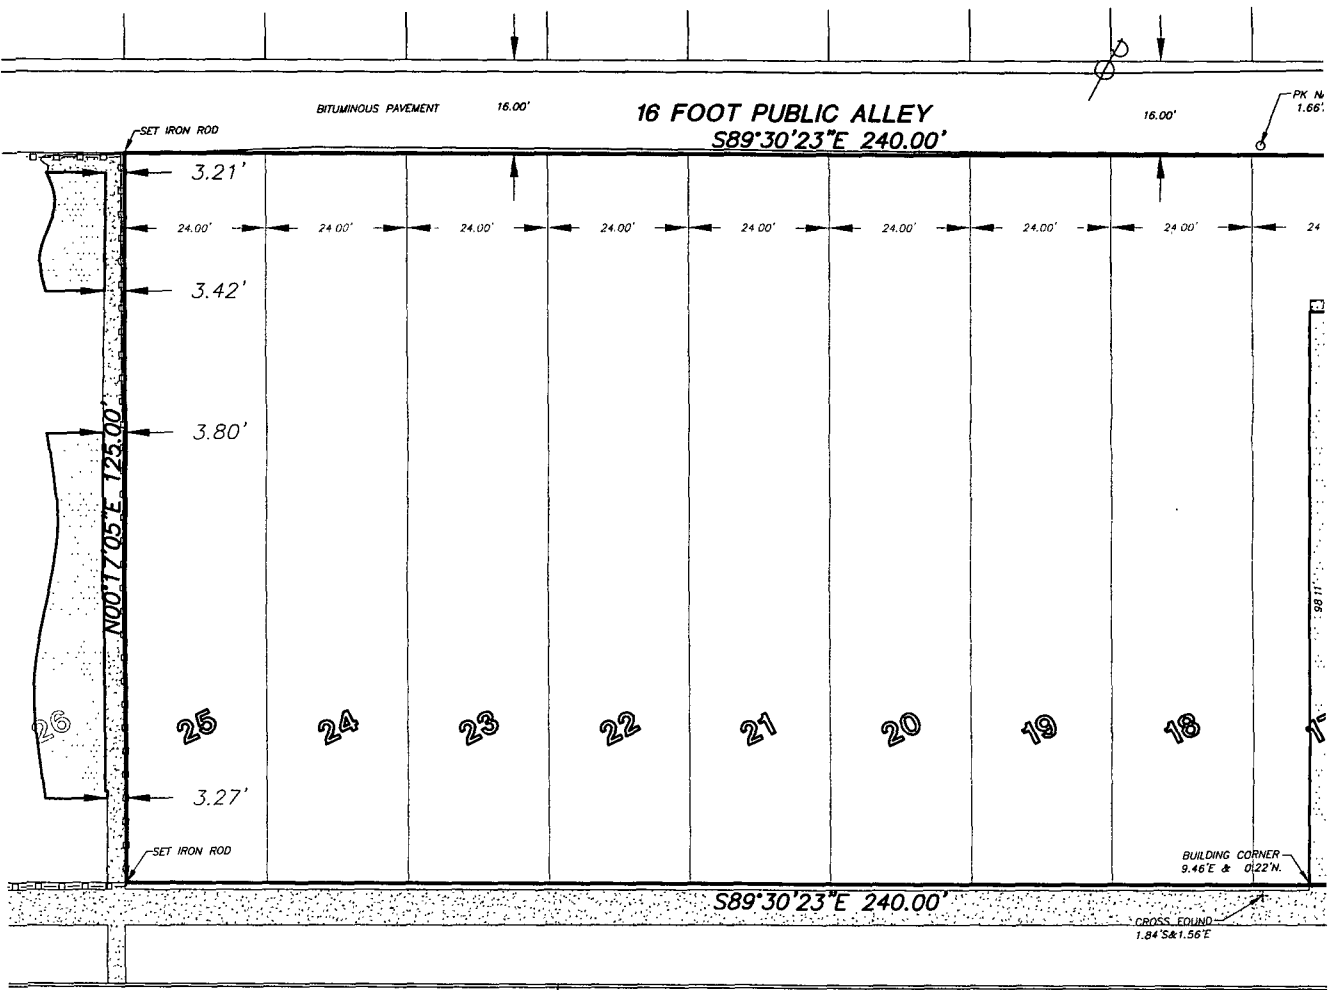 BITUMINOUS PAVEMENT
16.00'
16 FOOT PUBLIC ALLEY
16.00'
PK
1.66'
SET IRON ROD
S89°30'23"E 240.00'
3.21'
24.00' 24.00' 24.00' 24.00' 24.00' 24.00' 24.00' 24.00' 24
3.42'
3.80'
N00°17'05"E 125.00'
98.11'
26 25 24 23 22 21 20 19 18 17
3.27'
SET IRON ROD
BUILDING CORNER
9.46'E & 0.22'N.
S89°30'23"E 240.00'
CROSS FOUND
1.84'S&1.56'E